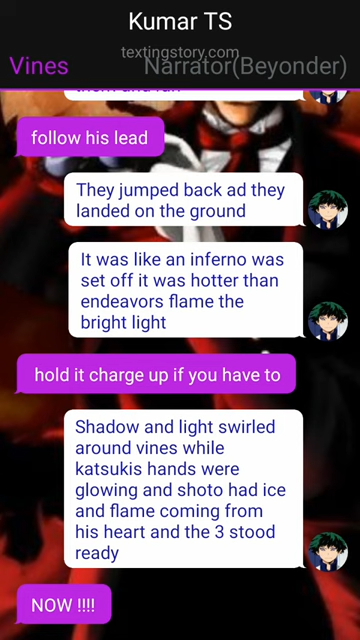 Kumar TS
textingstory.com
Vines
Narrator(Beyonder)
follow his lead
They jumped back ad they
landed on the ground
It was like an inferno was
set off it was hotter than
endeavors flame the
bright light
hold it charge up if you have to
Shadow and light swirled
around vines while
katsukis hands were
glowing and shoto had ice
and flame coming from
his heart and the 3 stood
ready
NOW !!!!